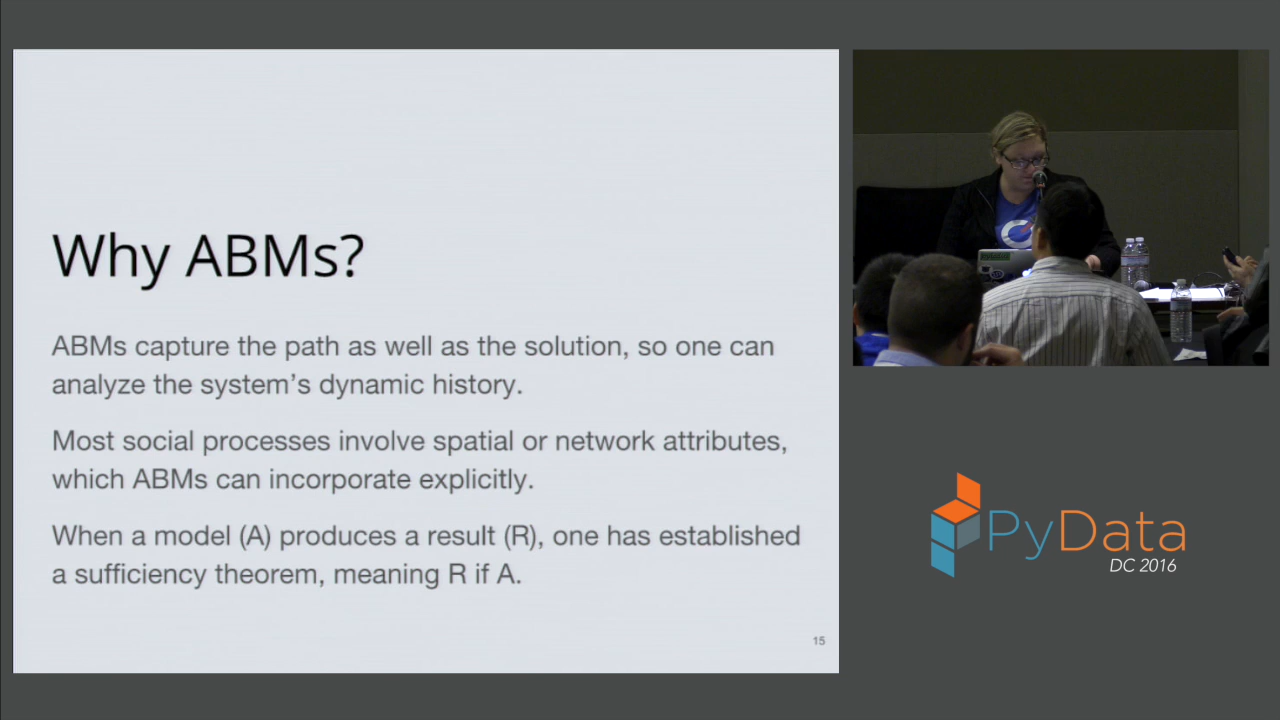 Why ABMs?
ABMs capture the path as well as the solution, so one can
analyze the system’s dynamic history.
Most social processes involve spatial or network attributes,
which ABMs can incorporate explicitly.
When a model (A) produces a result (R), one has established
a sufficiency theorem, meaning R if A.
15
PyData
DC 2016